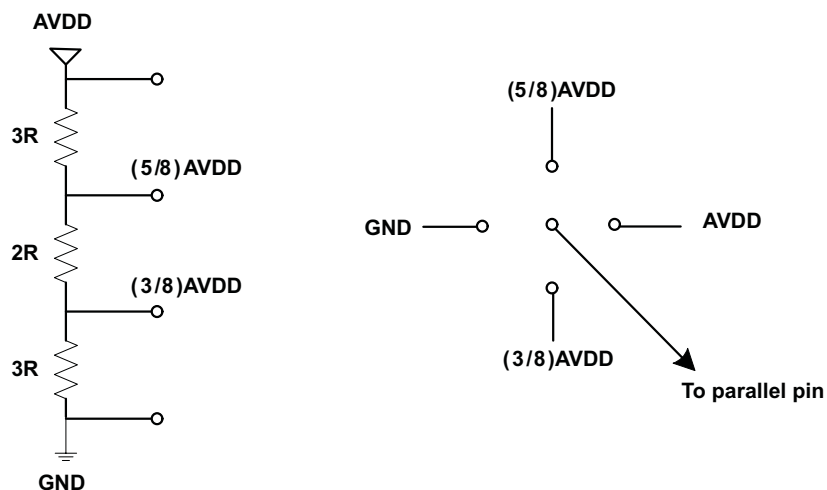 AVDD
3R
(5/8)AVDD
2R
(3/8)AVDD
3R
GND
(5/8)AVDD
GND
AVDD
(3/8)AVDD
To parallel pin